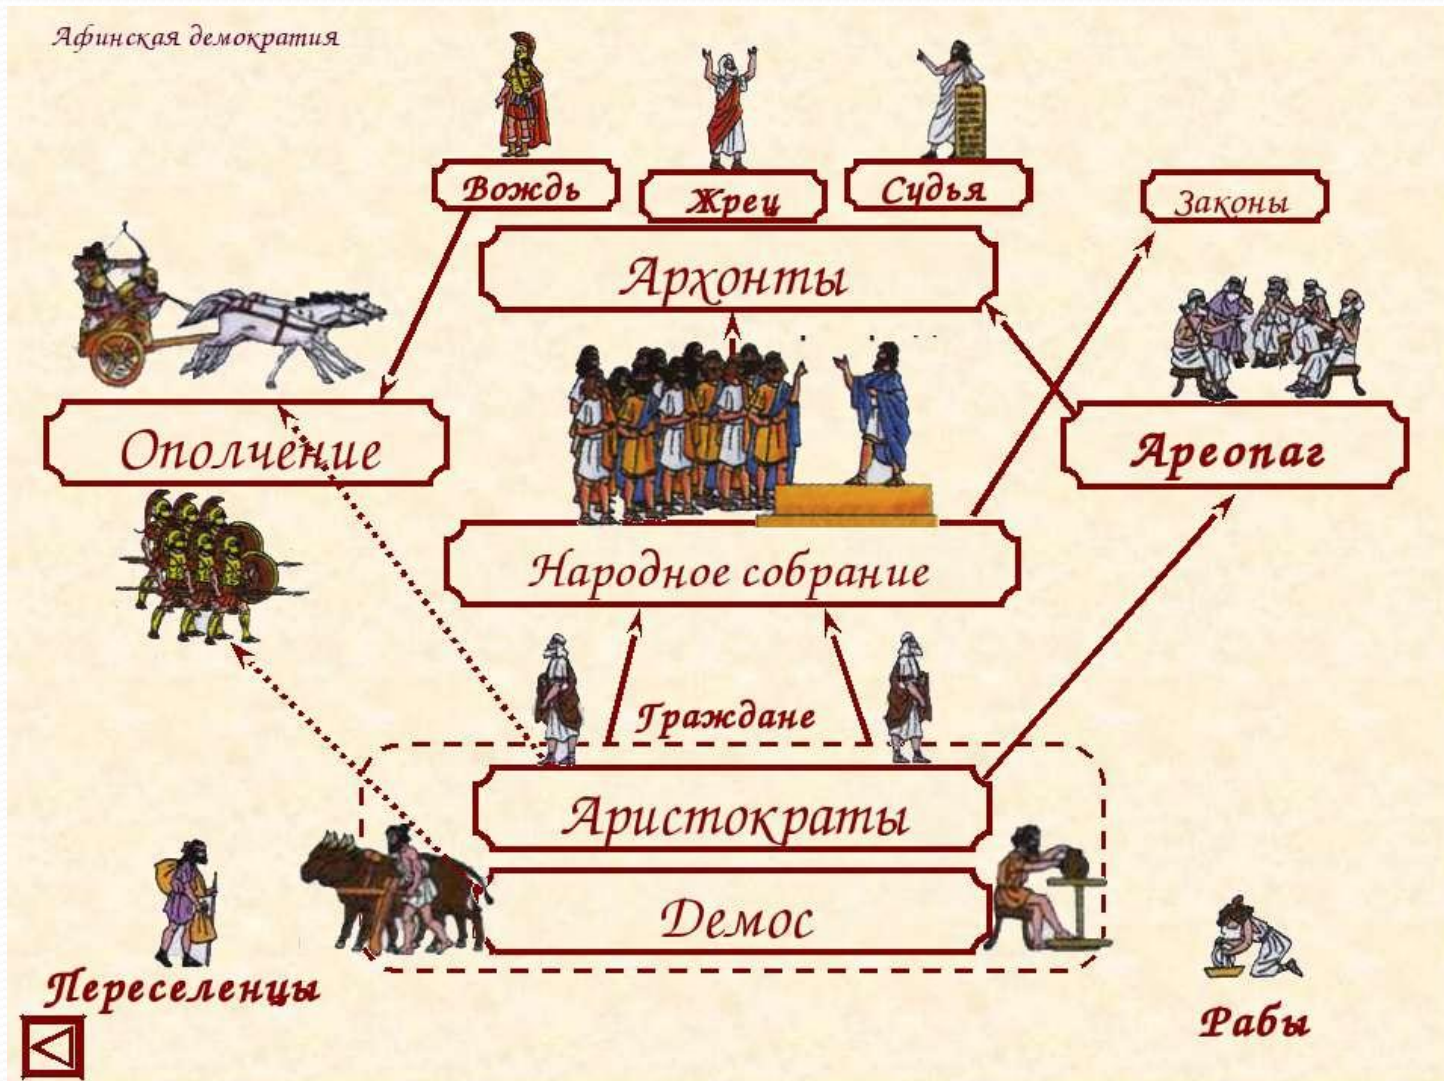 Афинская демократия
Вождь
Жрец
Судья
Законы
Архонты
Ополчение
Ареопаг
Народное собрание
Граждане
Аристократы
Демос
Переселенцы
Рабы